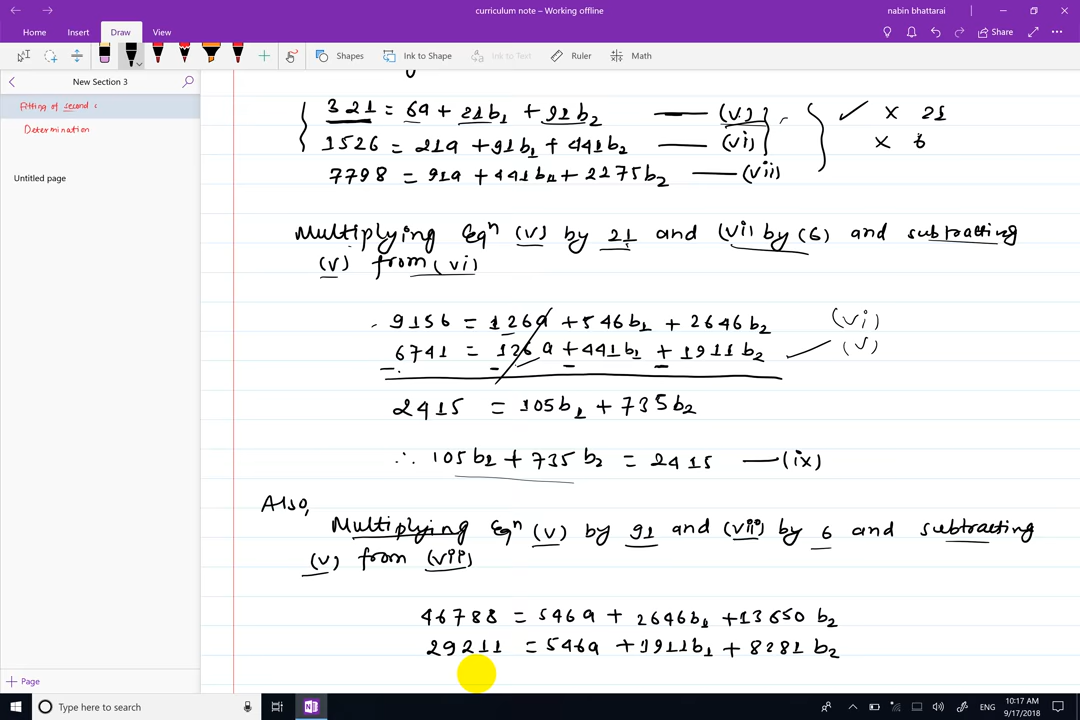 curriculum note – Working offline
nabin bhattarai
Home Insert Draw View
Share
Shapes Ink to Shape Ink to Text Ruler Math
New Section 3
Fitting of second c
Determination
Untitled page
321 = 6a + 21b1 + 91b2 —(v) × 21
1526 = 21a + 91b1 + 441b2 —(vi) × 6
7798 = 91a + 441b1 + 2275b2 —(vii)
Multiplying Eqn (v) by 21 and (vi) by (6) and subtracting
(v) from (vi)
9156 = 126a + 546b1 + 2646b2 (vi)
6741 = 126a + 441b1 + 1911b2 (v)
2415 = 105b1 + 735b2
∴ 105b1 + 735b2 = 2415 —(ix)
Also,
Multiplying Eqn (v) by 91 and (vii) by 6 and subtracting
(v) from (vii)
46788 = 546a + 2646b1 + 13650b2
29211 = 546a + 1911b1 + 8281b2
+ Page
Type here to search
ENG
10:17 AM
9/17/2018